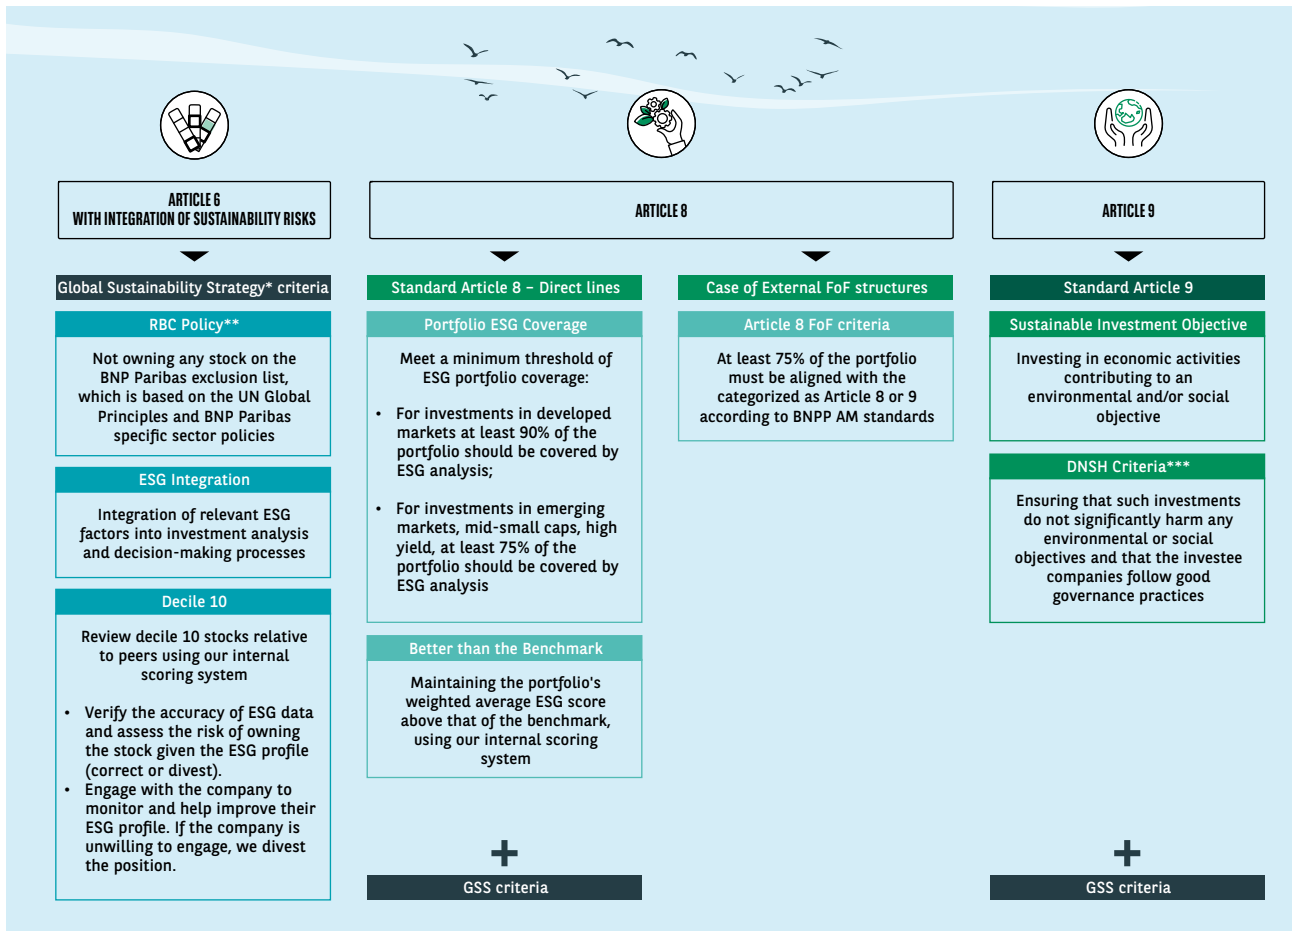 ARTICLE 6
WITH INTEGRATION OF SUSTAINABILITY RISKS
Global Sustainability Strategy* criteria
RBC Policy**
Not owning any stock on the
BNP Paribas exclusion list,
which is based on the UN Global
Principles and BNP Paribas
specific sector policies
ESG Integration
Integration of relevant ESG
factors into investment analysis
and decision-making processes
Decile 10
Review decile 10 stocks relative
to peers using our internal
scoring system
• Verify the accuracy of ESG data
and assess the risk of owning
the stock given the ESG profile
(correct or divest).
• Engage with the company to
monitor and help improve their
ESG profile. If the company is
unwilling to engage, we divest
the position.
ARTICLE 8
Standard Article 8 – Direct lines
Portfolio ESG Coverage
Meet a minimum threshold of
ESG portfolio coverage:
• For investments in developed
markets at least 90% of the
portfolio should be covered by
ESG analysis;
• For investments in emerging
markets, mid-small caps, high
yield, at least 75% of the
portfolio should be covered by
ESG analysis
Better than the Benchmark
Maintaining the portfolio's
weighted average ESG score
above that of the benchmark,
using our internal scoring
system
+
GSS criteria
Case of External FoF structures
Article 8 FoF criteria
At least 75% of the portfolio
must be aligned with the
categorized as Article 8 or 9
according to BNPP AM standards
ARTICLE 9
Standard Article 9
Sustainable Investment Objective
Investing in economic activities
contributing to an
environmental and/or social
objective
DNSH Criteria***
Ensuring that such investments
do not significantly harm any
environmental or social
objectives and that the investee
companies follow good
governance practices
+
GSS criteria